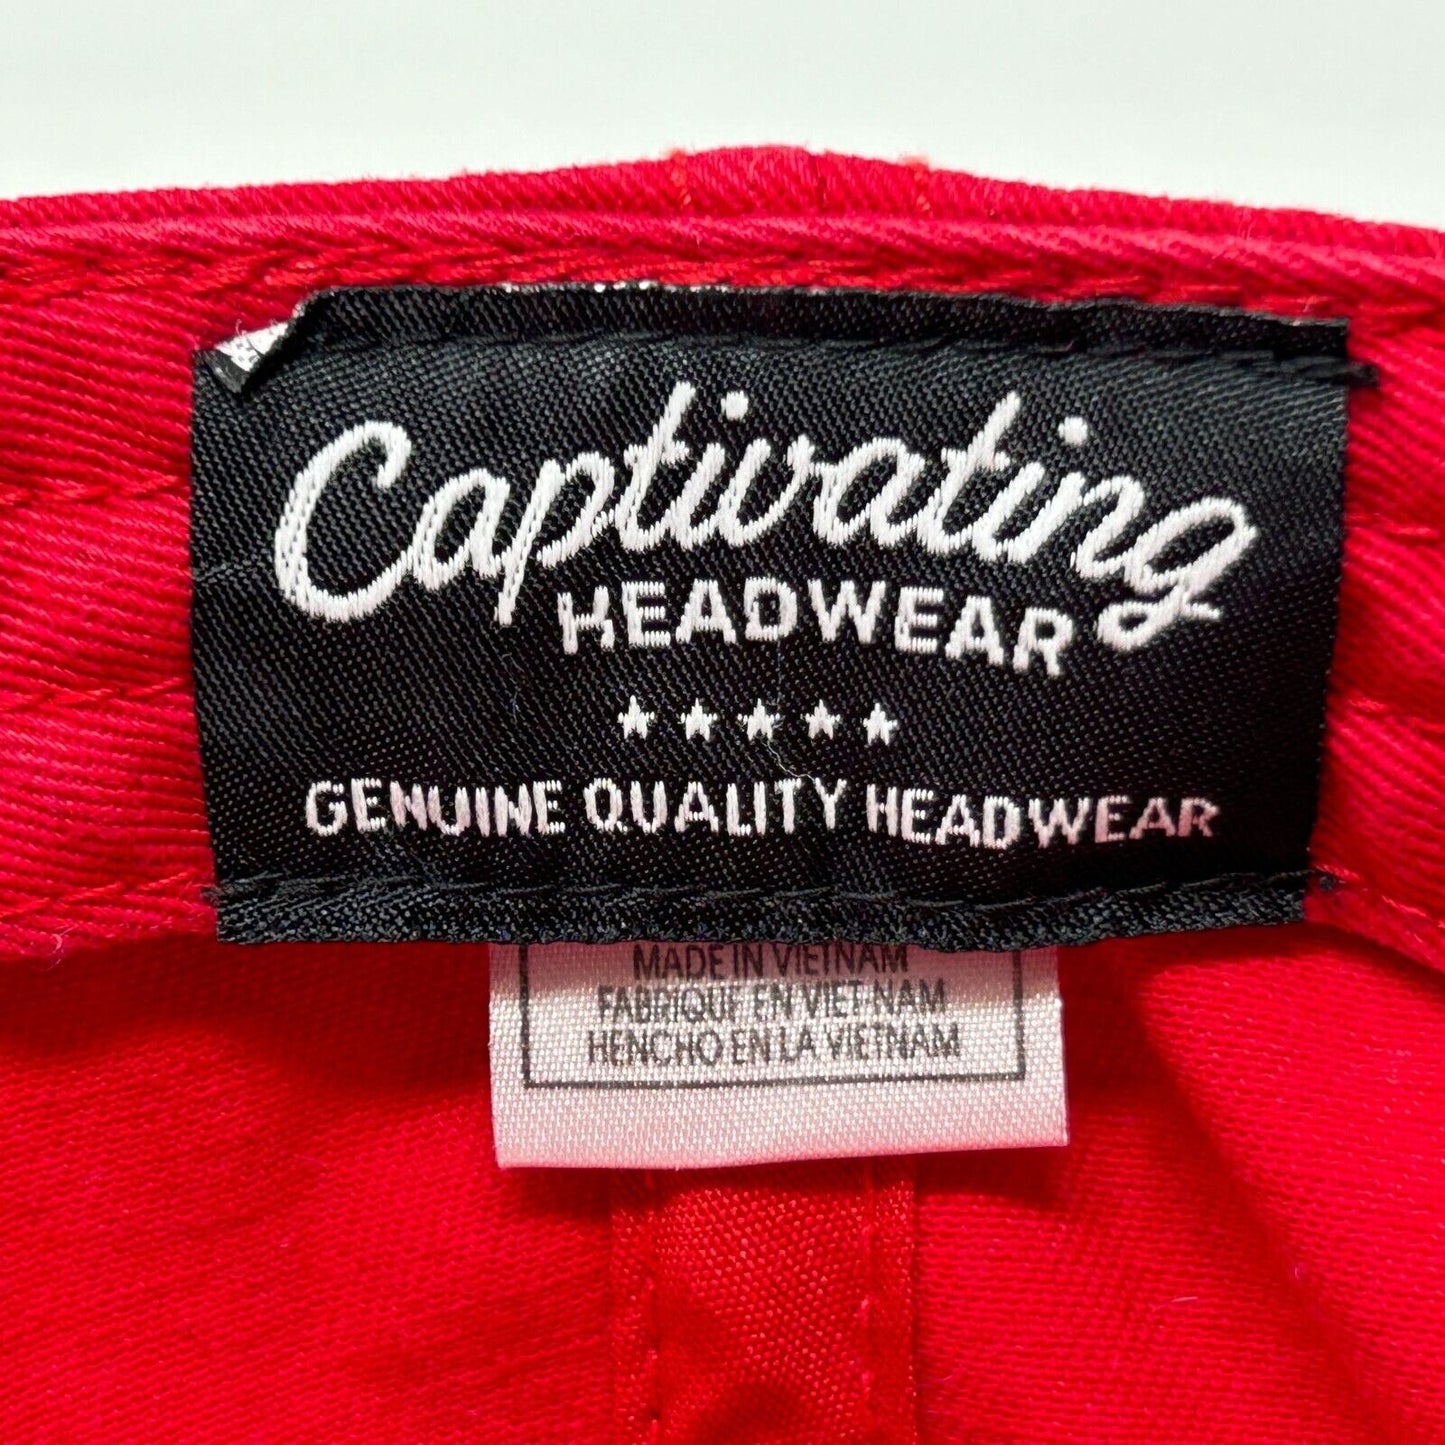 Captivating
HEADWEAR
GENUINE QUALITY HEADWEAR
MADE IN VIETNAM
FABRIQUE EN VIET-NAM
HENCHO EN LA VIETNAM